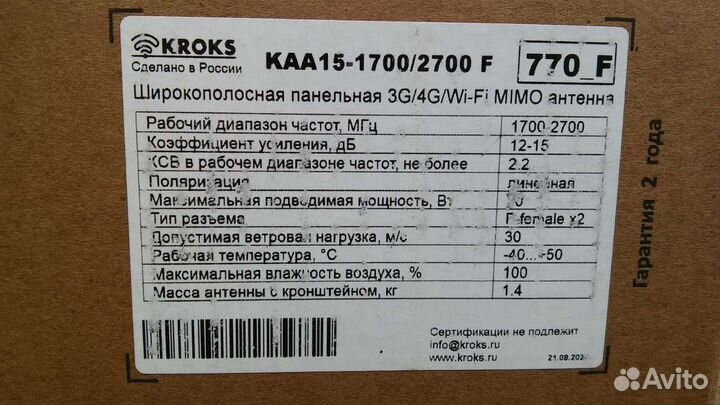 KROKS
Сделано в России
KAA15-1700/2700 F
770_F
Широкополосная панельная 3G/4G/Wi-Fi MIMO антенна
Рабочий диапазон частот, МГц 1700-2700
Коэффициент усиления, дБ 12-15
КСВ в рабочем диапазоне частот, не более 2.2
Поляризация линейная
Максимальная подводимая мощность, Вт
Тип разъема F-female x2
Допустимая ветровая нагрузка, м/с 30
Рабочая температура, °С -40...+50
Максимальная влажность воздуха, % 100
Масса антенны с кронштейном, кг 1.4
Сертификации не подлежит
info@kroks.ru
www.kroks.ru
Гарантия 2 года
Avito